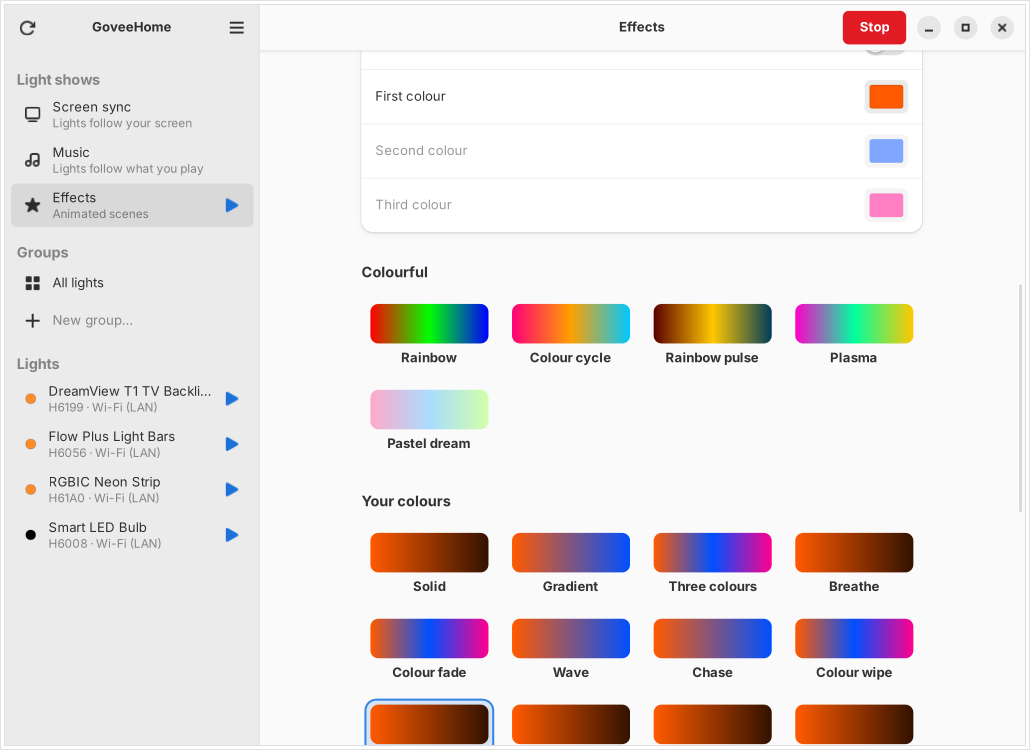 GoveeHome
Effects
Stop
Light shows
Screen sync
Lights follow your screen
Music
Lights follow what you play
Effects
Animated scenes
Groups
All lights
New group...
Lights
DreamView T1 TV Backli...
H6199 · Wi-Fi (LAN)
Flow Plus Light Bars
H6056 · Wi-Fi (LAN)
RGBIC Neon Strip
H61A0 · Wi-Fi (LAN)
Smart LED Bulb
H6008 · Wi-Fi (LAN)
First colour
Second colour
Third colour
Colourful
Rainbow
Colour cycle
Rainbow pulse
Plasma
Pastel dream
Your colours
Solid
Gradient
Three colours
Breathe
Colour fade
Wave
Chase
Colour wipe